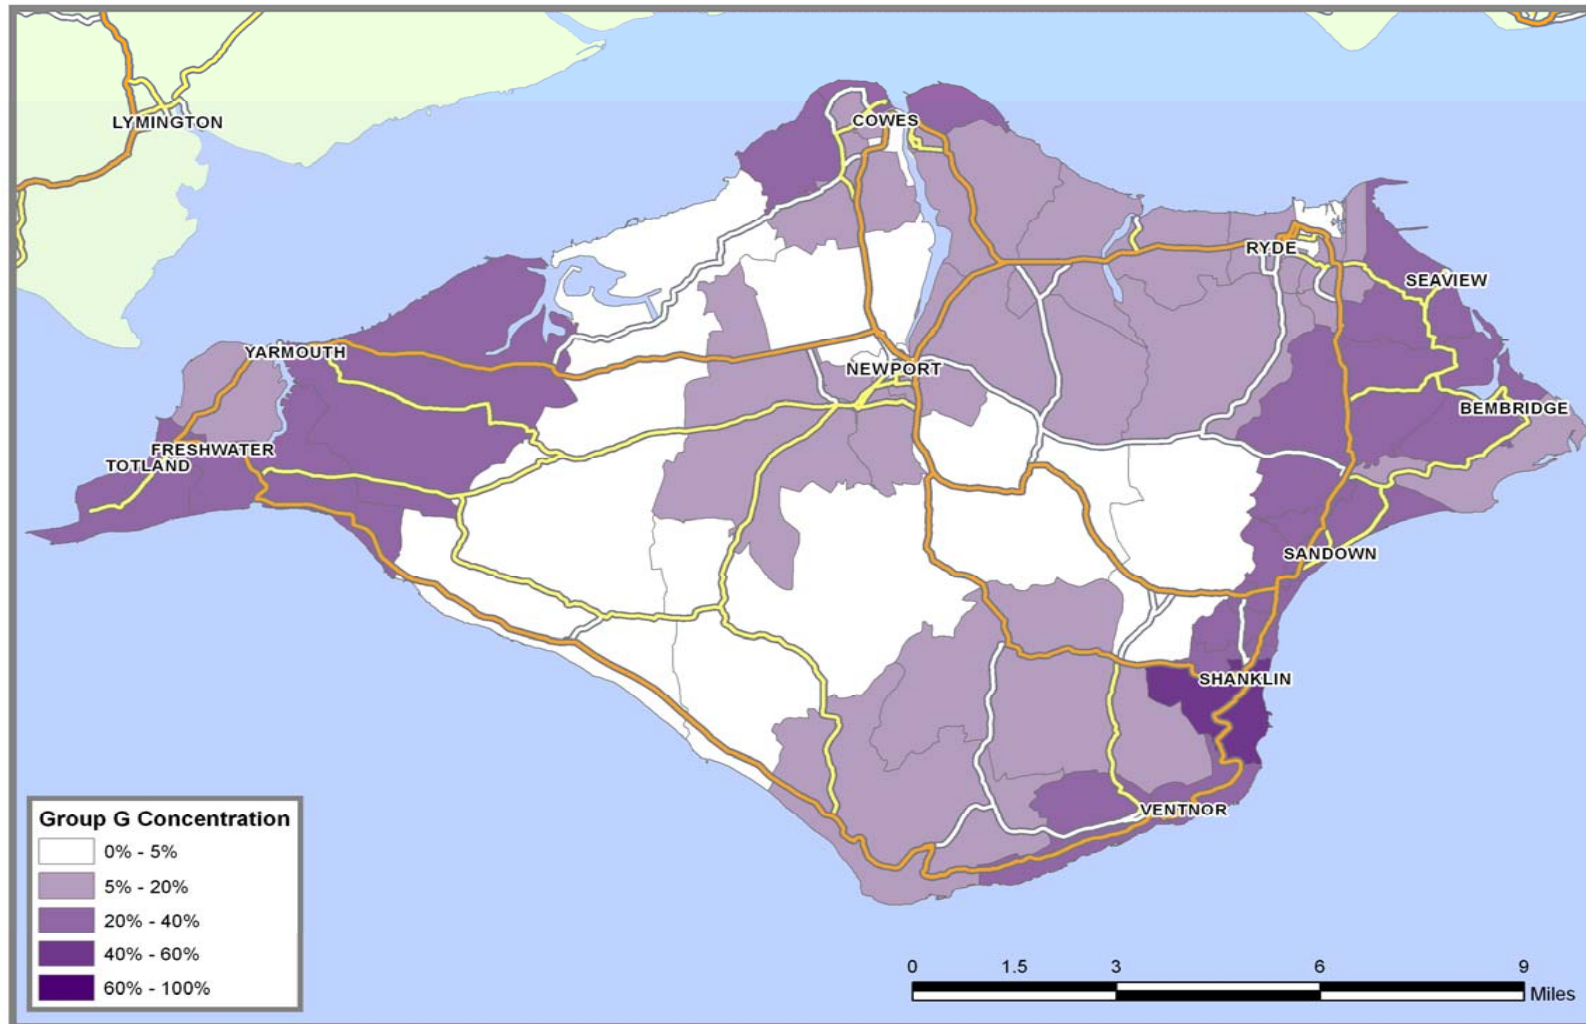 LYMINGTON
COWES
RYDE
SEAVIEW
YARMOUTH
NEWPORT
BEMBRIDGE
FRESHWATER
TOTLAND
SANDOWN
SHANKLIN
VENTNOR
Group G Concentration
0% - 5%
5% - 20%
20% - 40%
40% - 60%
60% - 100%
0 1.5 3 6 9
Miles